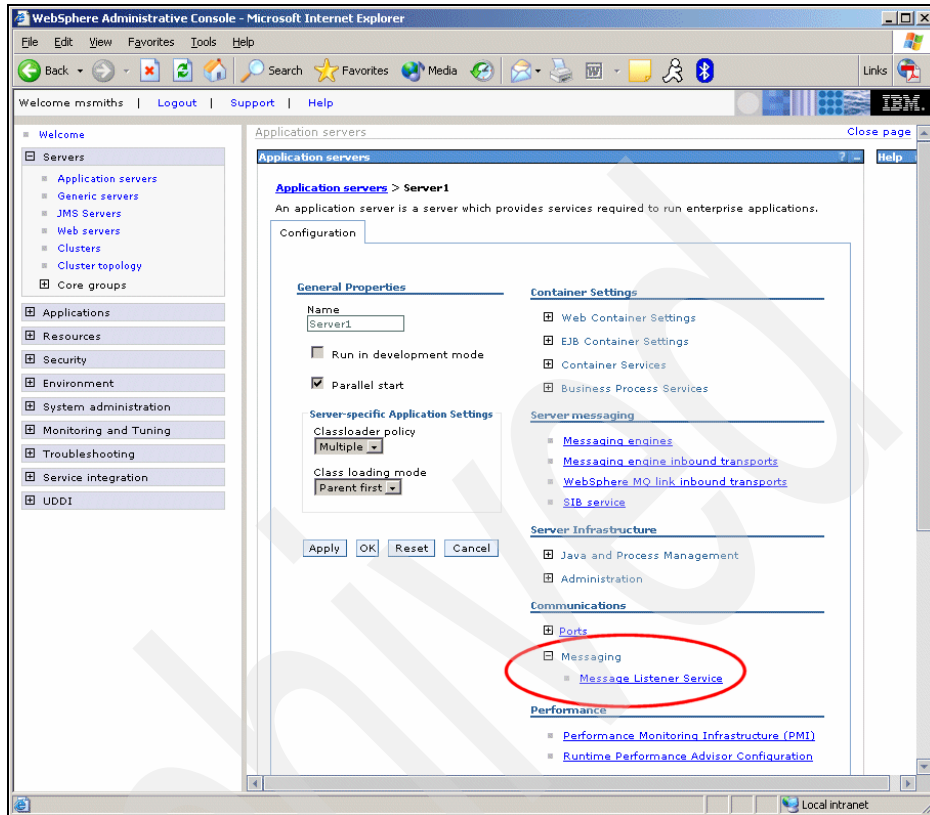 WebSphere Administrative Console - Microsoft Internet Explorer
File Edit View Favorites Tools Help
Back Search Favorites Media Links
Welcome msmiths | Logout | Support | Help
IBM.
Welcome
Servers
Application servers
Generic servers
JMS Servers
Web servers
Clusters
Cluster topology
Core groups
Applications
Resources
Security
Environment
System administration
Monitoring and Tuning
Troubleshooting
Service integration
UDDI
Application servers Close page
Application servers ? Help
Application servers > Server1
An application server is a server which provides services required to run enterprise applications.
Configuration
General Properties
Name
Server1
Run in development mode
Parallel start
Server-specific Application Settings
Classloader policy
Multiple
Class loading mode
Parent first
Apply OK Reset Cancel
Container Settings
Web Container Settings
EJB Container Settings
Container Services
Business Process Services
Server messaging
Messaging engines
Messaging engine inbound transports
WebSphere MQ link inbound transports
SIB service
Server Infrastructure
Java and Process Management
Administration
Communications
Ports
Messaging
Message Listener Service
Performance
Performance Monitoring Infrastructure (PMI)
Runtime Performance Advisor Configuration
Local intranet
hived